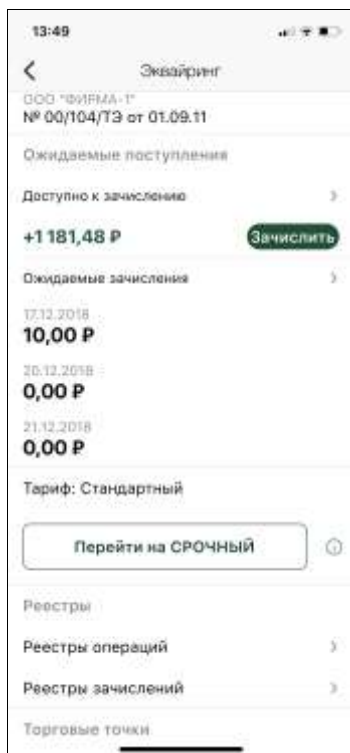 13:49
Эквайринг
ООО "ФИРМА-1"
№ 00/104/ТЭ от 01.09.11
Ожидаемые поступления
Доступно к зачислению
+1 181,48 ₽
Зачислить
Ожидаемые зачисления
17.12.2018
10,00 ₽
20.12.2018
0,00 ₽
21.12.2018
0,00 ₽
Тариф: Стандартный
Перейти на СРОЧНЫЙ
Реестры
Реестры операций
Реестры зачислений
Торговые точки